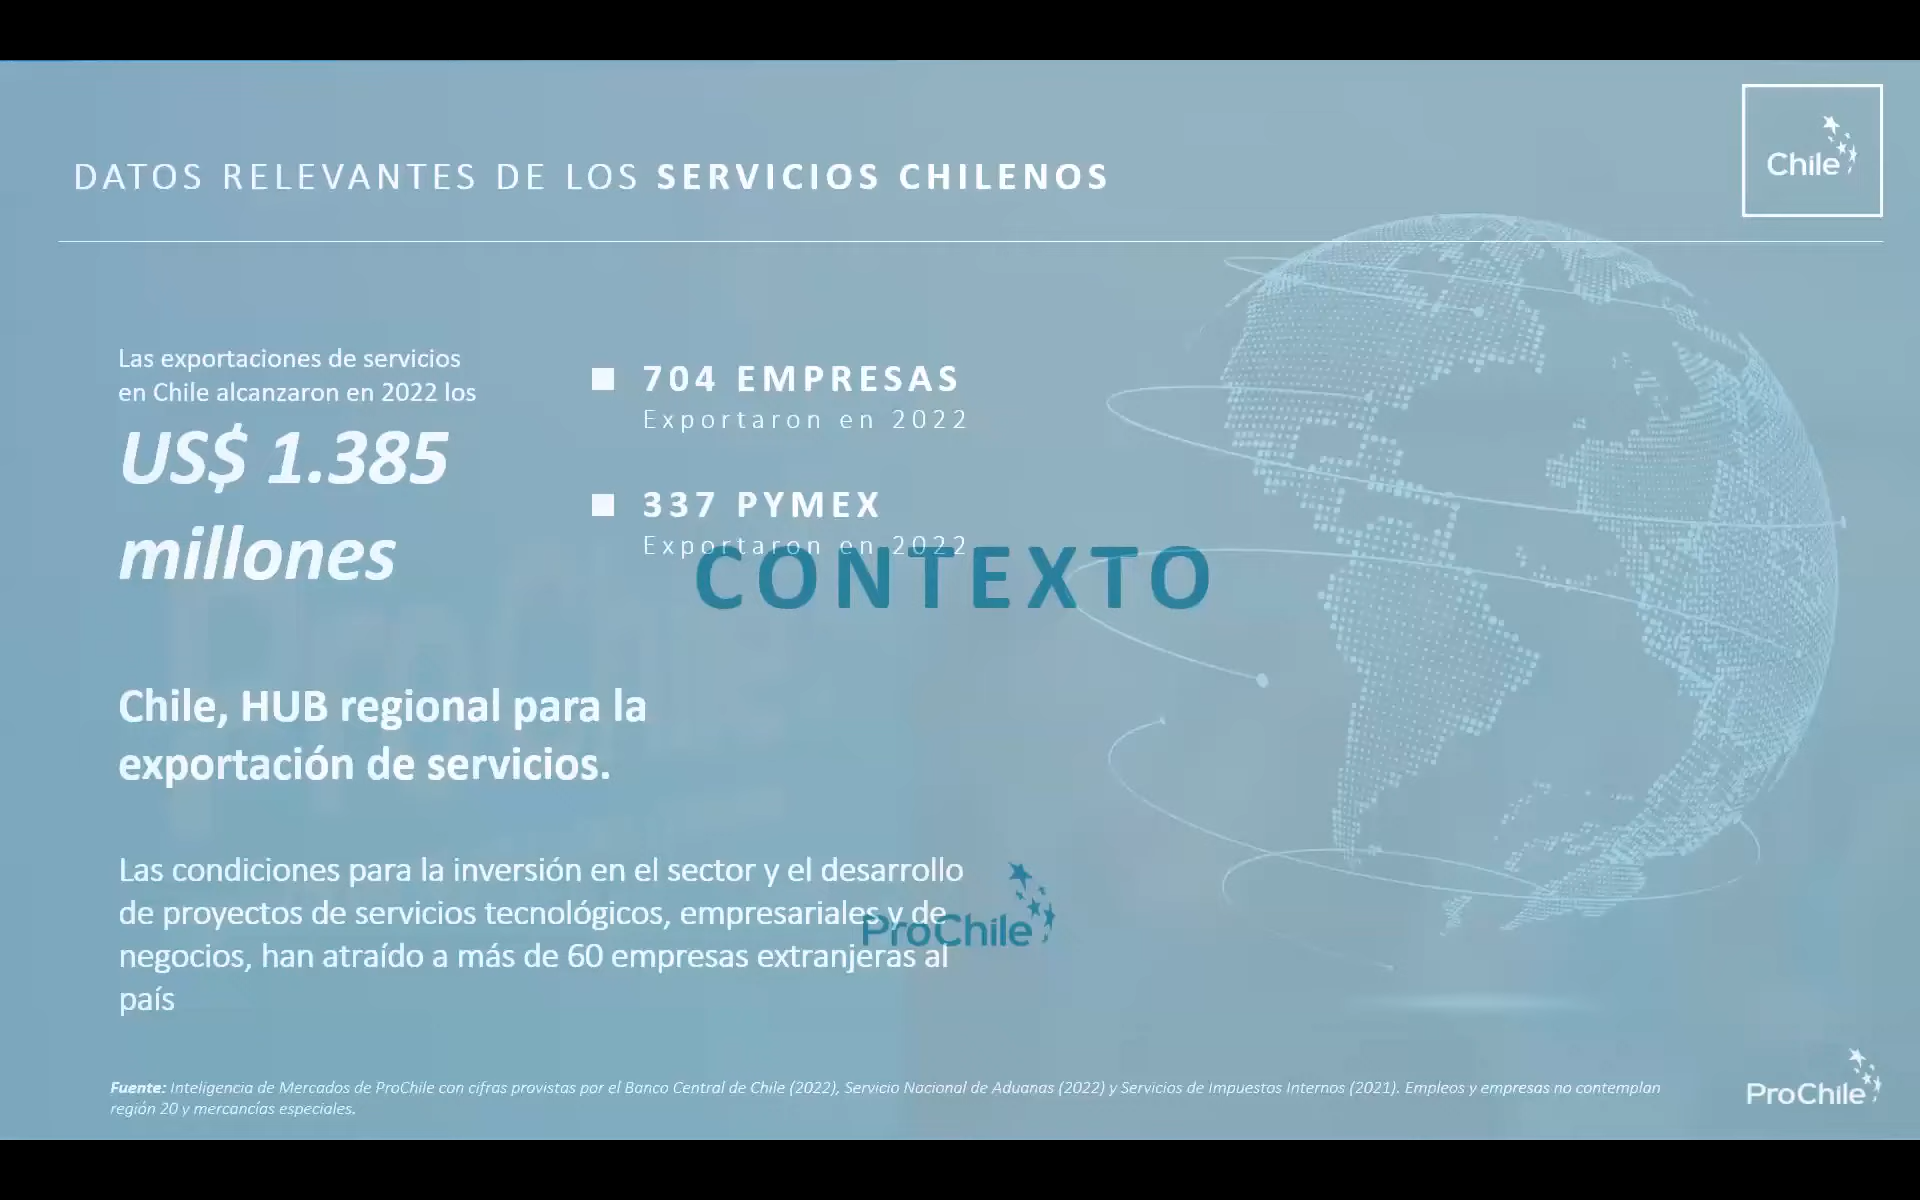 Chile
DATOS RELEVANTES DE LOS SERVICIOS CHILENOS
Las exportaciones de servicios
en Chile alcanzaron en 2022 los
US$ 1.385
millones
704 EMPRESAS
Exportaron en 2022
337 PYMEX
Exportaron en 2022
CONTEXTO
Chile, HUB regional para la
exportación de servicios.
Las condiciones para la inversión en el sector y el desarrollo
de proyectos de servicios tecnológicos, empresariales y de
negocios, han atraído a más de 60 empresas extranjeras al
país
ProChile
Fuente: Inteligencia de Mercados de ProChile con cifras provistas por el Banco Central de Chile (2022), Servicio Nacional de Aduanas (2022) y Servicios de Impuestos Internos (2021). Empleos y empresas no contemplan
región 20 y mercancías especiales.
ProChile